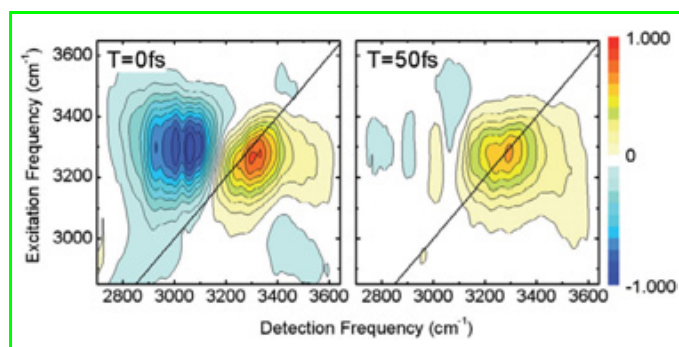 T=0fs
T=50fs
3600
3400
3200
3000
Excitation Frequency (cm⁻¹)
2800 3000 3200 3400 3600
2800 3000 3200 3400 3600
Detection Frequency (cm⁻¹)
1.000
0
-1.000